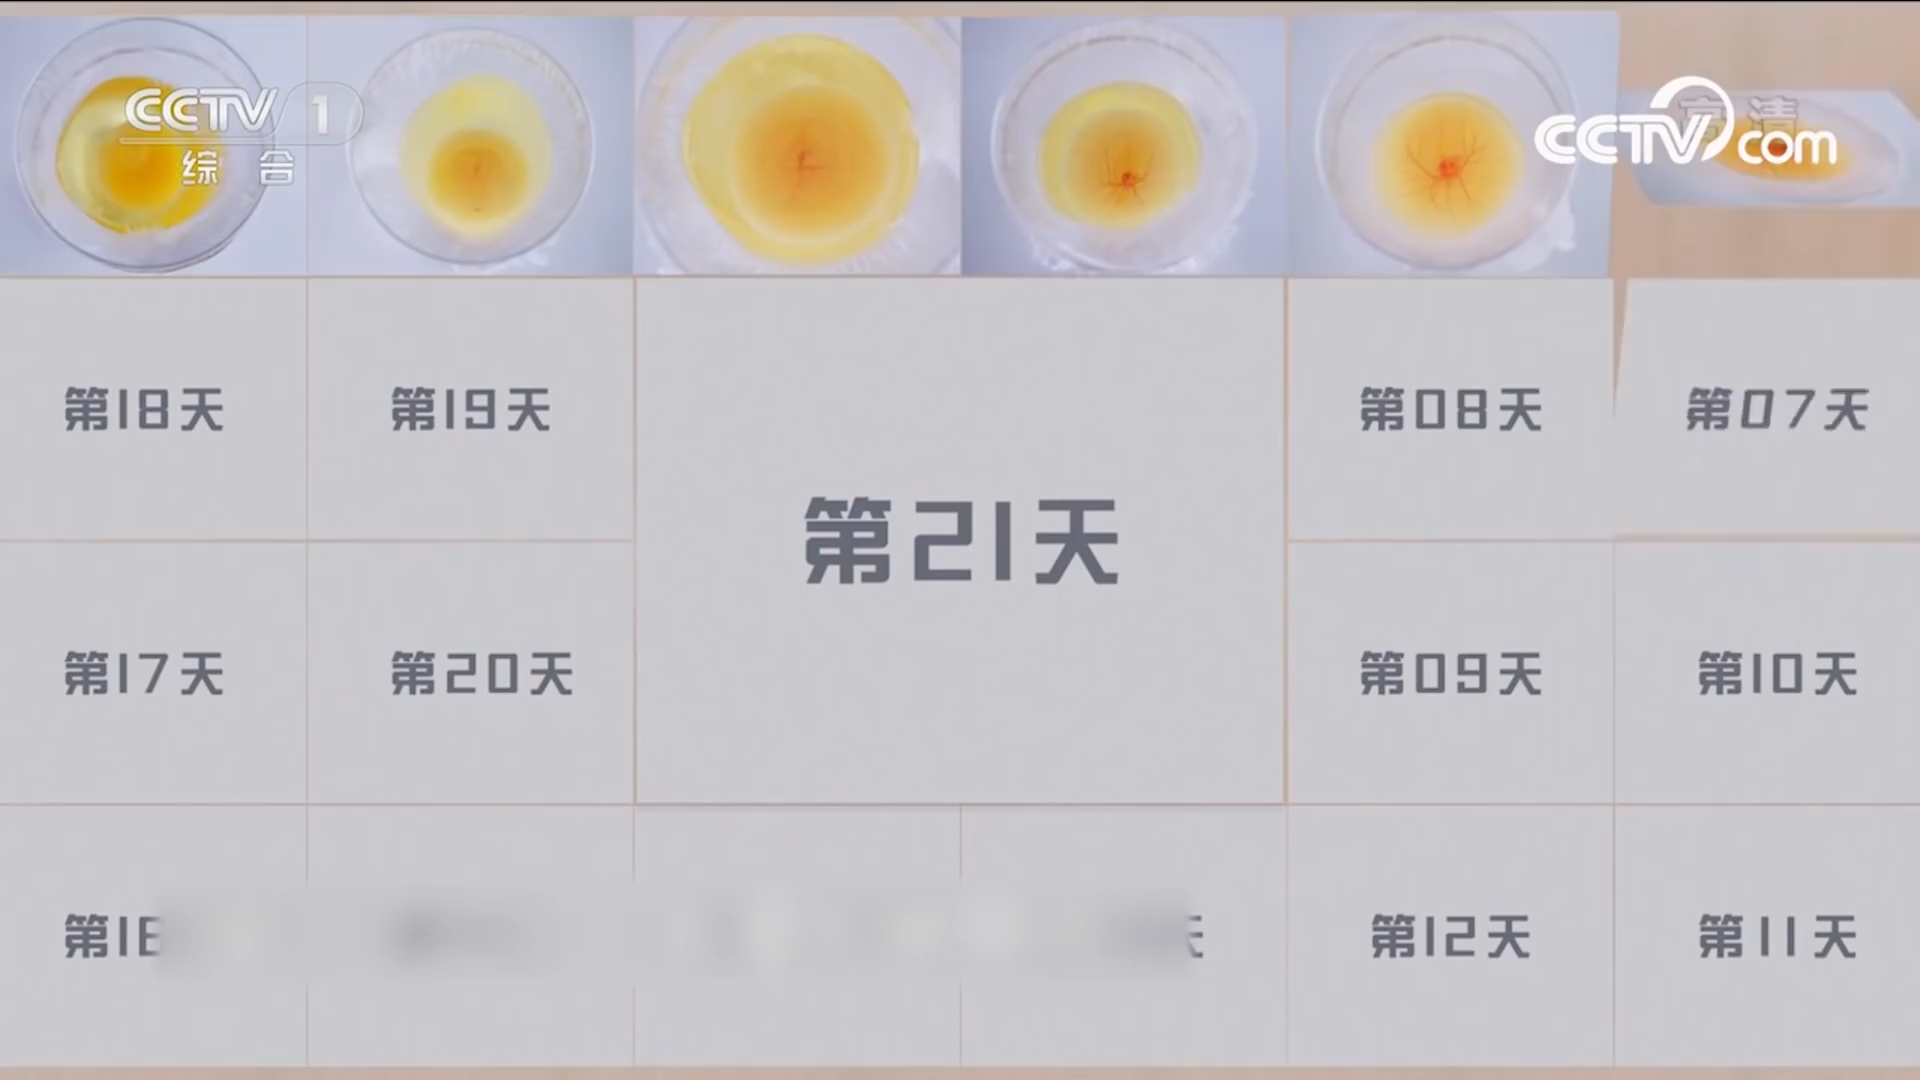 CCTV 1
综合
高清
CCTV.com
第18天
第19天
第21天
第08天
第07天
第17天
第20天
第09天
第10天
第12天
第11天